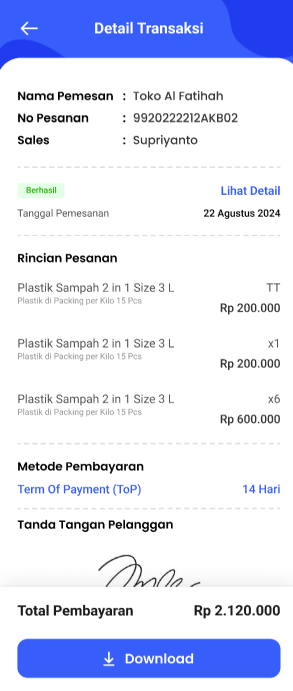 Detail Transaksi
Nama Pemesan : Toko Al Fatihah
No Pesanan : 9920222212AKB02
Sales : Supriyanto
Berhasil Lihat Detail
Tanggal Pemesanan 22 Agustus 2024
Rincian Pesanan
Plastik Sampah 2 in 1 Size 3 L TT
Plastik di Packing per Kilo 15 Pcs
Rp 200.000
Plastik Sampah 2 in 1 Size 3 L x1
Plastik di Packing per Kilo 15 Pcs
Rp 200.000
Plastik Sampah 2 in 1 Size 3 L x6
Plastik di Packing per Kilo 15 Pcs
Rp 600.000
Metode Pembayaran
Term Of Payment (ToP) 14 Hari
Tanda Tangan Pelanggan
Total Pembayaran Rp 2.120.000
Download